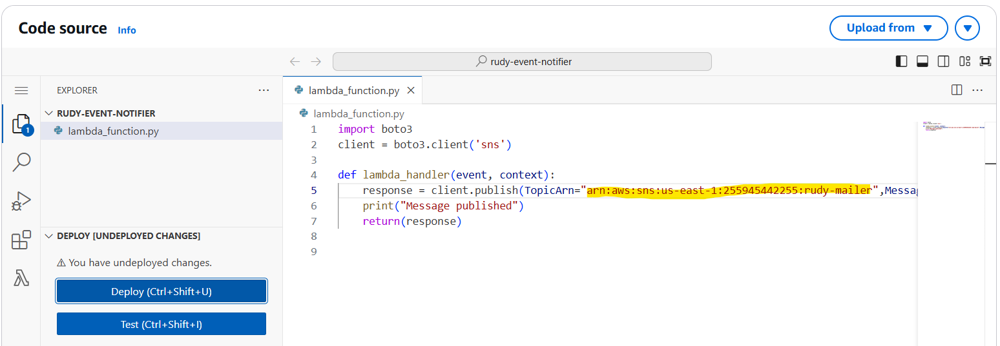 Code source Info
Upload from
rudy-event-notifier
EXPLORER
RUDY-EVENT-NOTIFIER
lambda_function.py
1
DEPLOY [UNDEPLOYED CHANGES]
You have undeployed changes.
Deploy (Ctrl+Shift+U)
Test (Ctrl+Shift+I)
lambda_function.py
lambda_function.py
1 import boto3
2 client = boto3.client('sns')
3
4 def lambda_handler(event, context):
5 response = client.publish(TopicArn="arn:aws:sns:us-east-1:255945442255:rudy-mailer",Messag
6 print("Message published")
7 return(response)
8
9